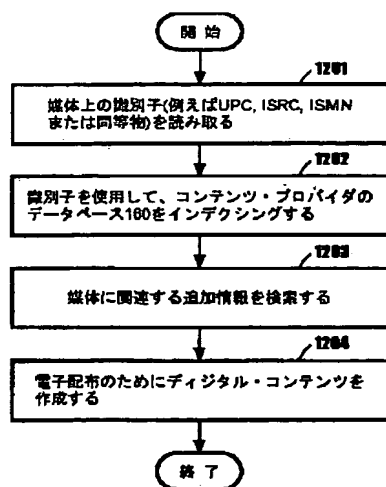 開始
1201
媒体上の識別子(例えばUPC, ISRC, ISMN
または同等物)を読み取る
1202
識別子を使用して、コンテンツ・プロバイダの
データベース160をインデクシングする
1203
媒体に関連する追加情報を検索する
1204
電子配布のためにディジタル・コンテンツを
作成する
終了